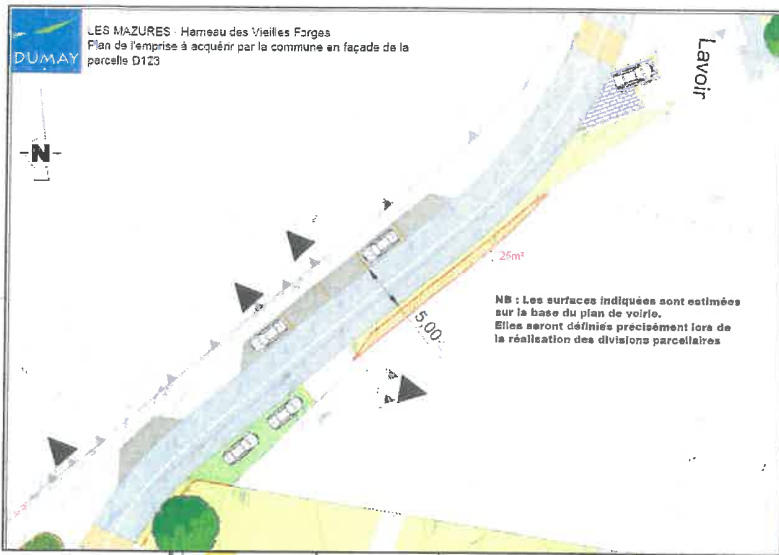 DUMAY
LES MAZURES - Hameau des Vieilles Forges
Plan de l'emprise à acquérir par la commune en façade de la
parcelle D123
Lavoir
N
25m²
5,00
NB : Les surfaces indiquées sont estimées
sur la base du plan de voirie.
Elles seront définies précisément lors de
la réalisation des divisions parcellaires